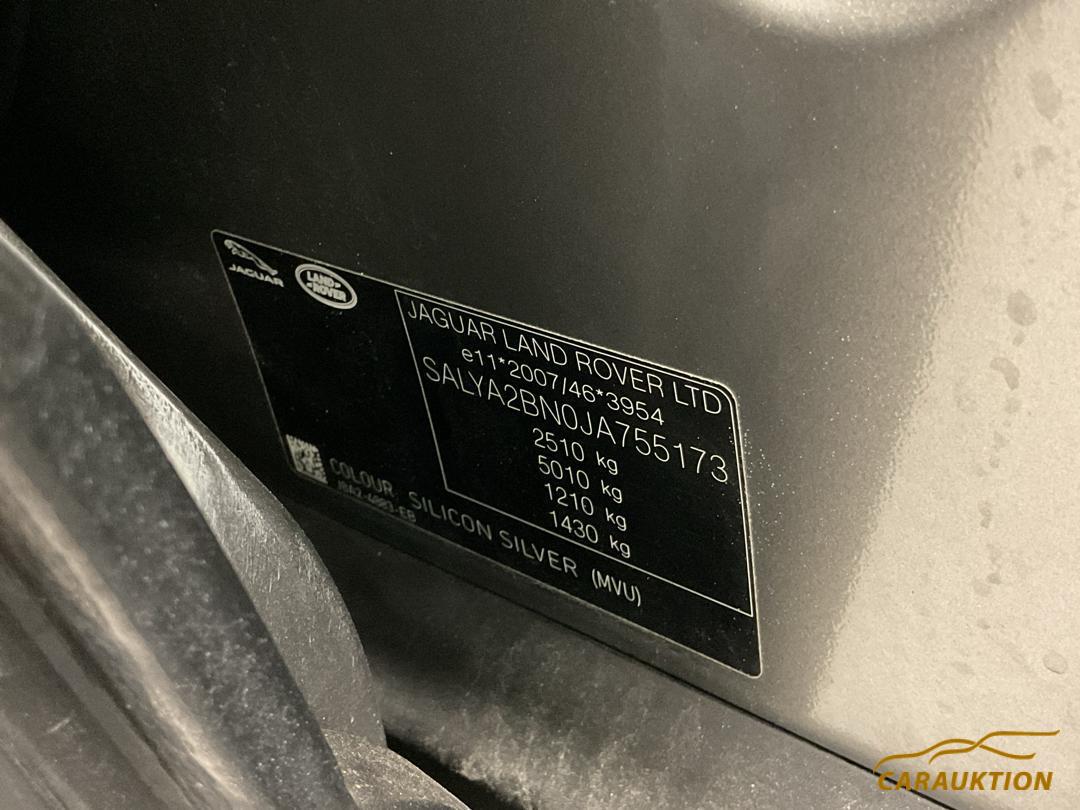 JAGUAR
LAND
ROVER
JAGUAR LAND ROVER LTD
e11*2007/46*3954
SALYA2BN0JA755173
2510 kg
5010 kg
1210 kg
1430 kg
COLOUR SILICON SILVER (MVU)
CARAUKTION